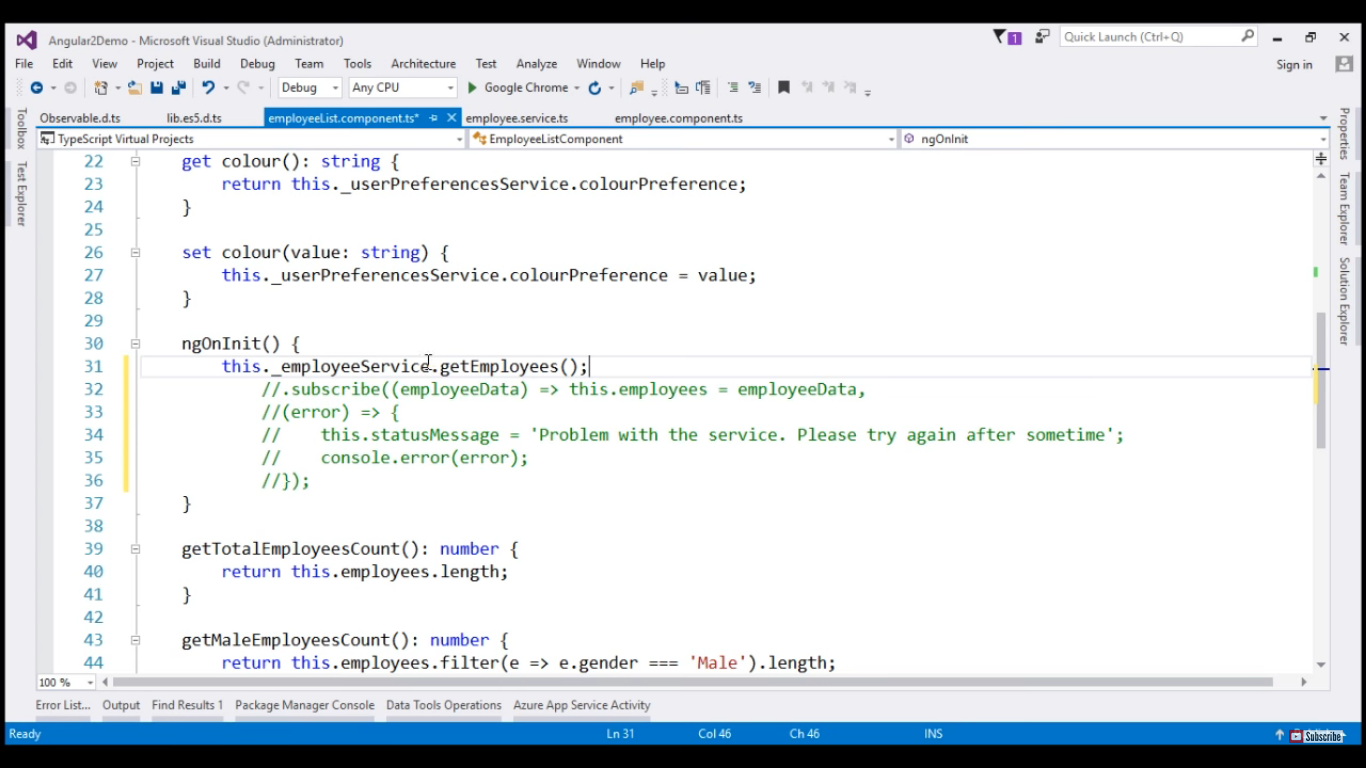 Angular2Demo - Microsoft Visual Studio (Administrator)
1
Quick Launch (Ctrl+Q)
File Edit View Project Build Debug Team Tools Architecture Test Analyze Window Help
Sign in
Debug Any CPU Google Chrome
Toolbox
Test Explorer
Observable.d.ts lib.es5.d.ts employeeList.component.ts* employee.service.ts employee.component.ts
TypeScript Virtual Projects EmployeeListComponent ngOnInit
22 get colour(): string {
23 return this._userPreferencesService.colourPreference;
24 }
25
26 set colour(value: string) {
27 this._userPreferencesService.colourPreference = value;
28 }
29
30 ngOnInit() {
31 this._employeeService.getEmployees();
32 //.subscribe((employeeData) => this.employees = employeeData,
33 //(error) => {
34 // this.statusMessage = 'Problem with the service. Please try again after sometime';
35 // console.error(error);
36 //});
37 }
38
39 getTotalEmployeesCount(): number {
40 return this.employees.length;
41 }
42
43 getMaleEmployeesCount(): number {
44 return this.employees.filter(e => e.gender === 'Male').length;
Properties
Team Explorer
Solution Explorer
100 %
Error List... Output Find Results 1 Package Manager Console Data Tools Operations Azure App Service Activity
Ready Ln 31 Col 46 Ch 46 INS
Subscribe